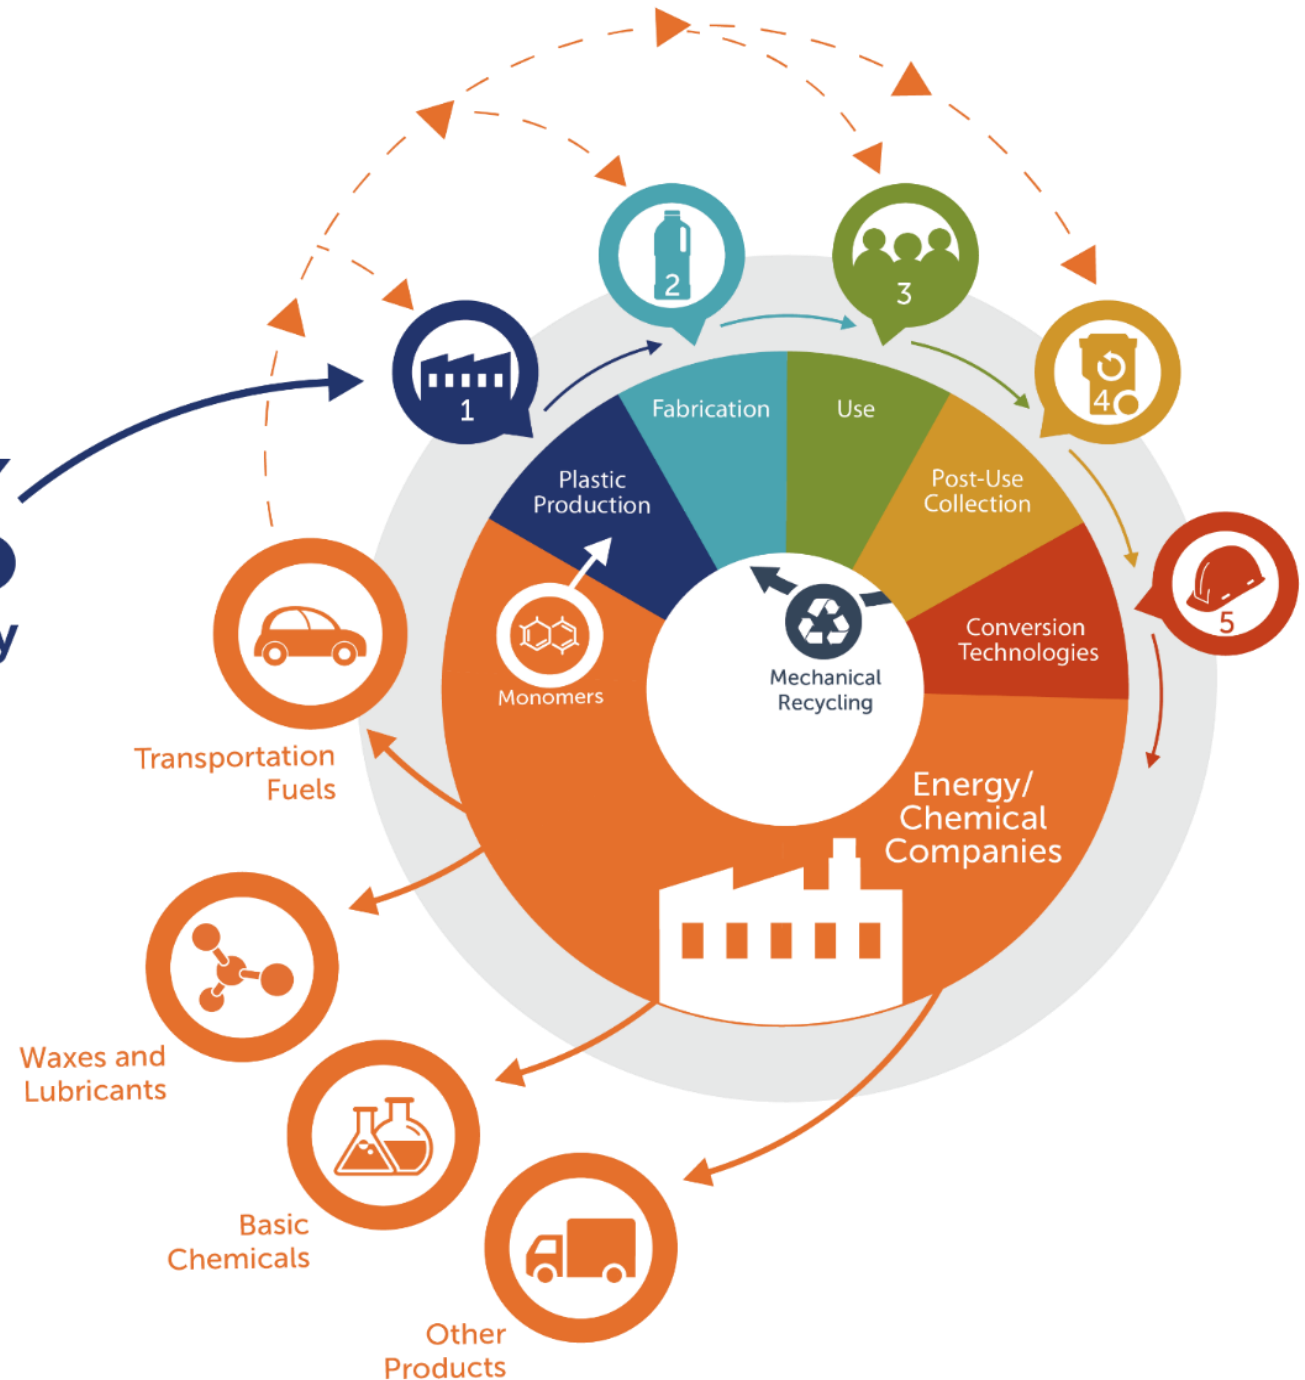 2
3
1
4
5
Fabrication
Use
Plastic
Production
Post-Use
Collection
Conversion
Technologies
Monomers
Mechanical
Recycling
Energy/
Chemical
Companies
Transportation
Fuels
Waxes and
Lubricants
Basic
Chemicals
Other
Products